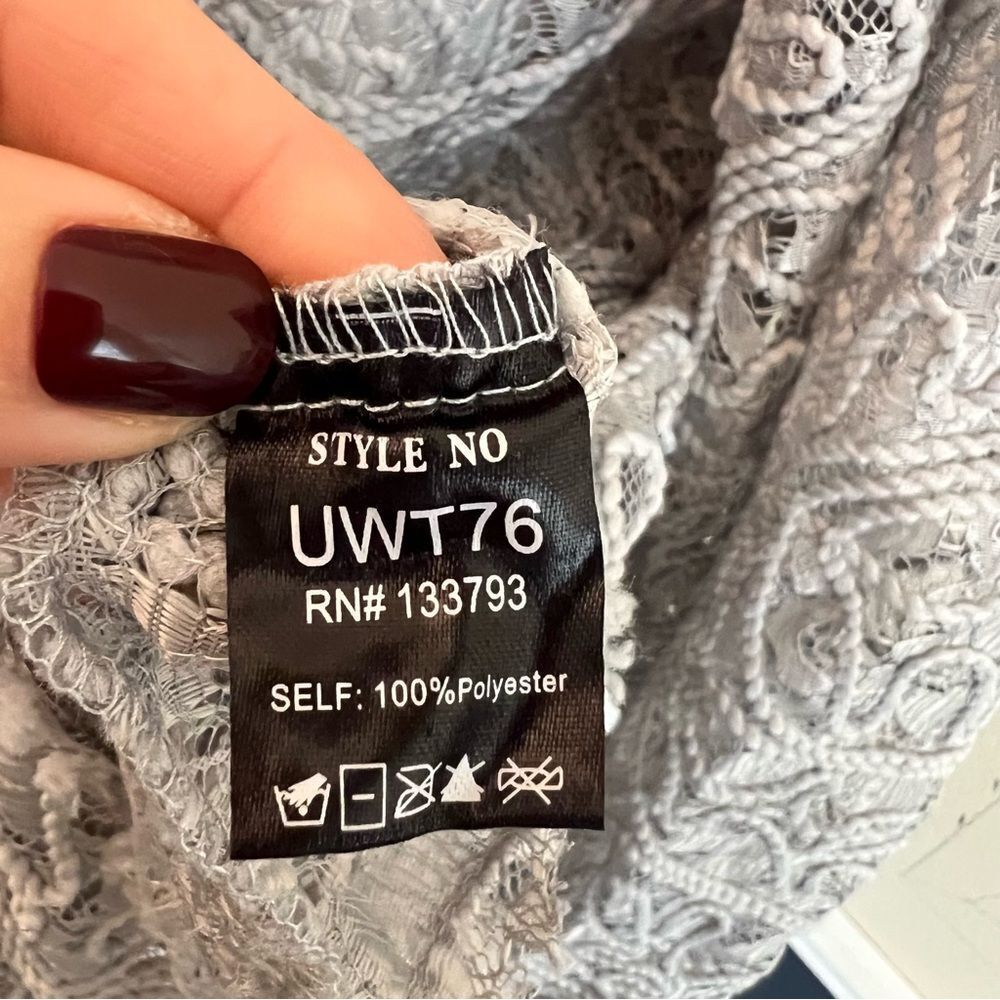 STYLE NO
UWT76
RN# 133793
SELF: 100%Polyester